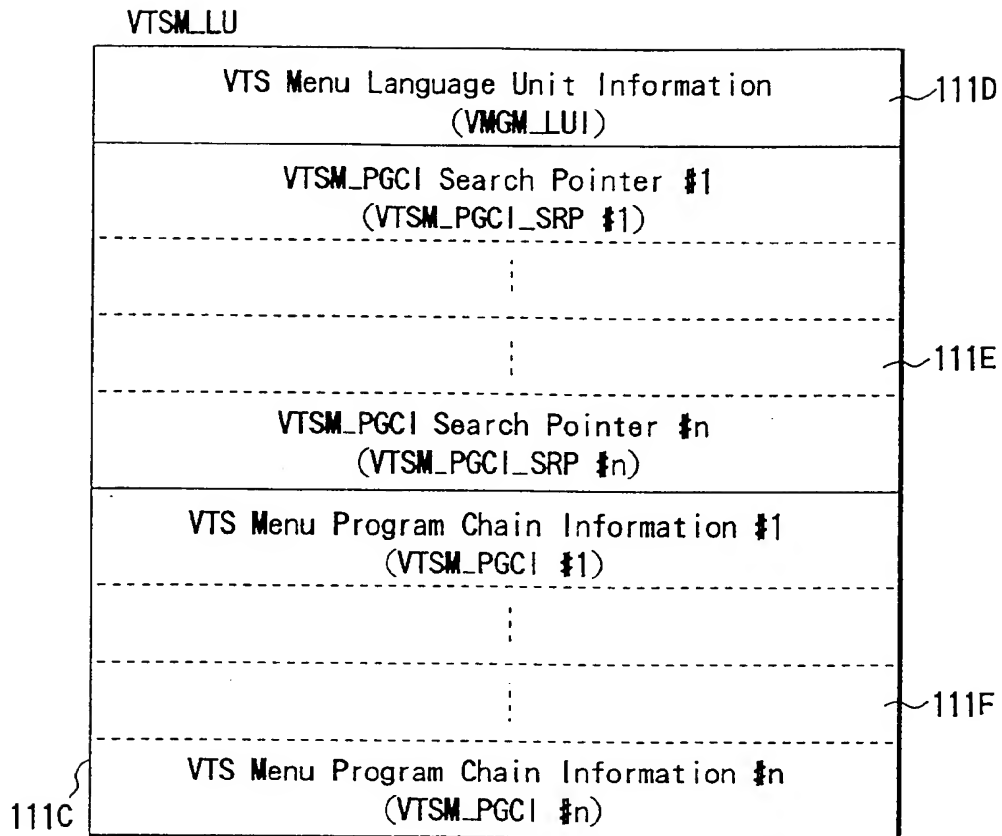 VTSM_LU
VTS Menu Language Unit Information
(VMGM_LUI)
111D
VTSM_PGCI Search Pointer #1
(VTSM_PGCI_SRP #1)
111E
VTSM_PGCI Search Pointer #n
(VTSM_PGCI_SRP #n)
VTS Menu Program Chain Information #1
(VTSM_PGCI #1)
111F
VTS Menu Program Chain Information #n
(VTSM_PGCI #n)
111C